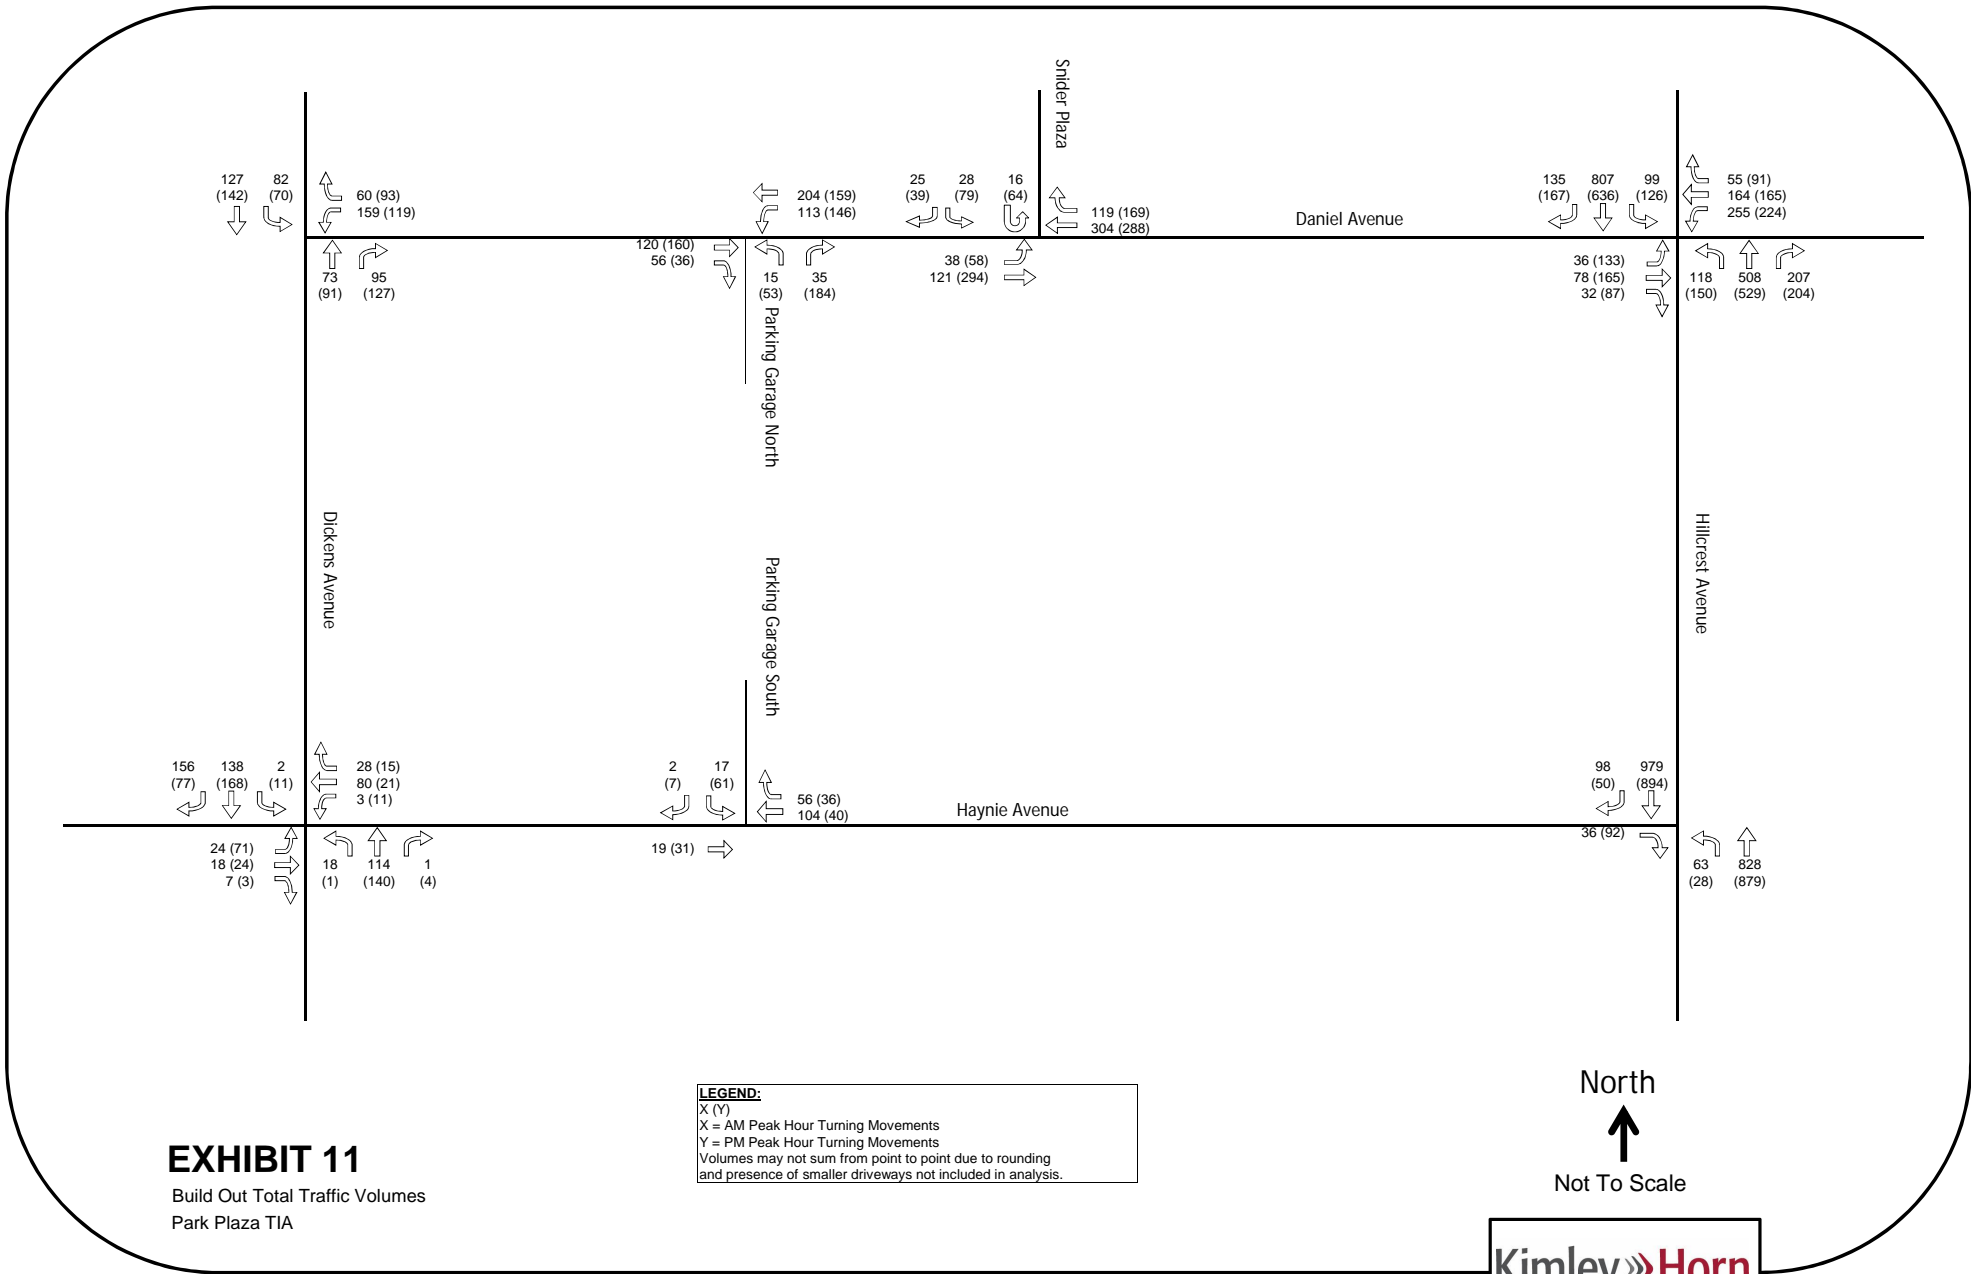 Snider Plaza
127 82
(142) (70)
60 (93)
159 (119)
204 (159)
113 (146)
25 28 16
(39) (79) (64)
119 (169)
304 (288)
Daniel Avenue
135 807 99
(167) (636) (126)
55 (91)
164 (165)
255 (224)
73 95
(91) (127)
120 (160)
56 (36)
15 35
(53) (184)
38 (58)
121 (294)
36 (133)
78 (165)
32 (87)
118 508 207
(150) (529) (204)
Parking Garage North
Dickens Avenue
Parking Garage South
Hillcrest Avenue
156 138 2
(77) (168) (11)
28 (15)
80 (21)
3 (11)
2 17
(7) (61)
56 (36)
104 (40)
Haynie Avenue
98 979
(50) (894)
24 (71)
18 (24)
7 (3)
18 114 1
(1) (140) (4)
19 (31)
36 (92)
63 828
(28) (879)
LEGEND:
X (Y)
X = AM Peak Hour Turning Movements
Y = PM Peak Hour Turning Movements
Volumes may not sum from point to point due to rounding
and presence of smaller driveways not included in analysis.
North
Not To Scale
EXHIBIT 11
Build Out Total Traffic Volumes
Park Plaza TIA
Kimley Horn